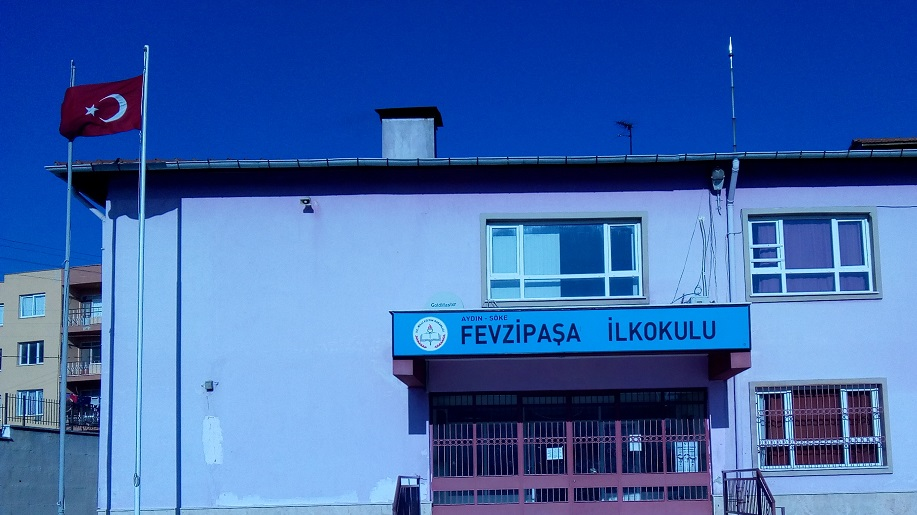 AYDIN - SÖKE
FEVZİPAŞA İLKOKULU